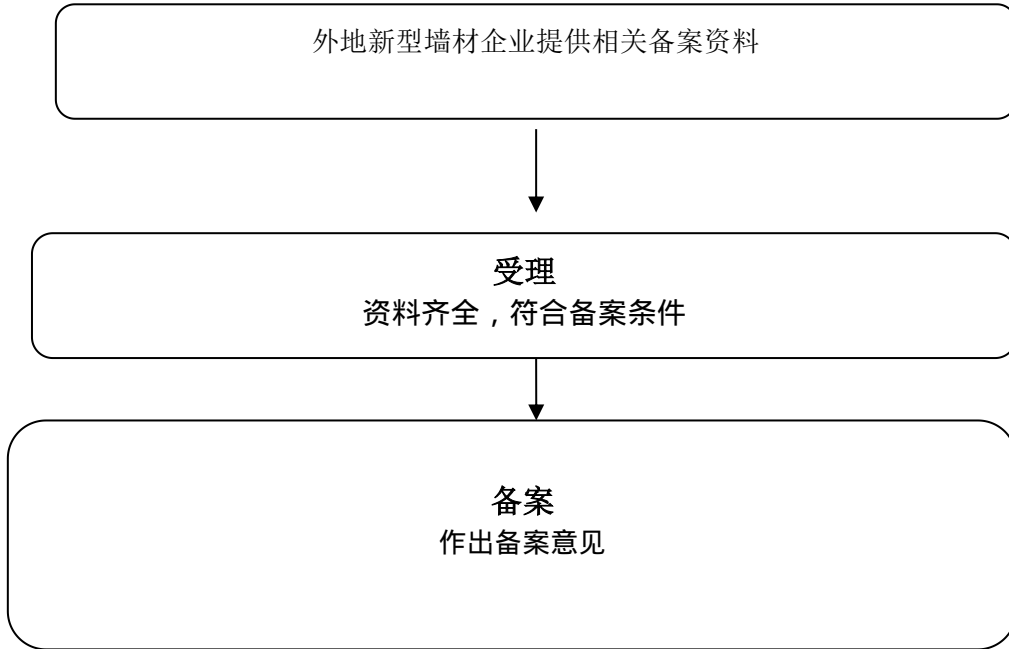 外地新型墙材企业提供相关备案资料
受理
资料齐全，符合备案条件
备案
作出备案意见